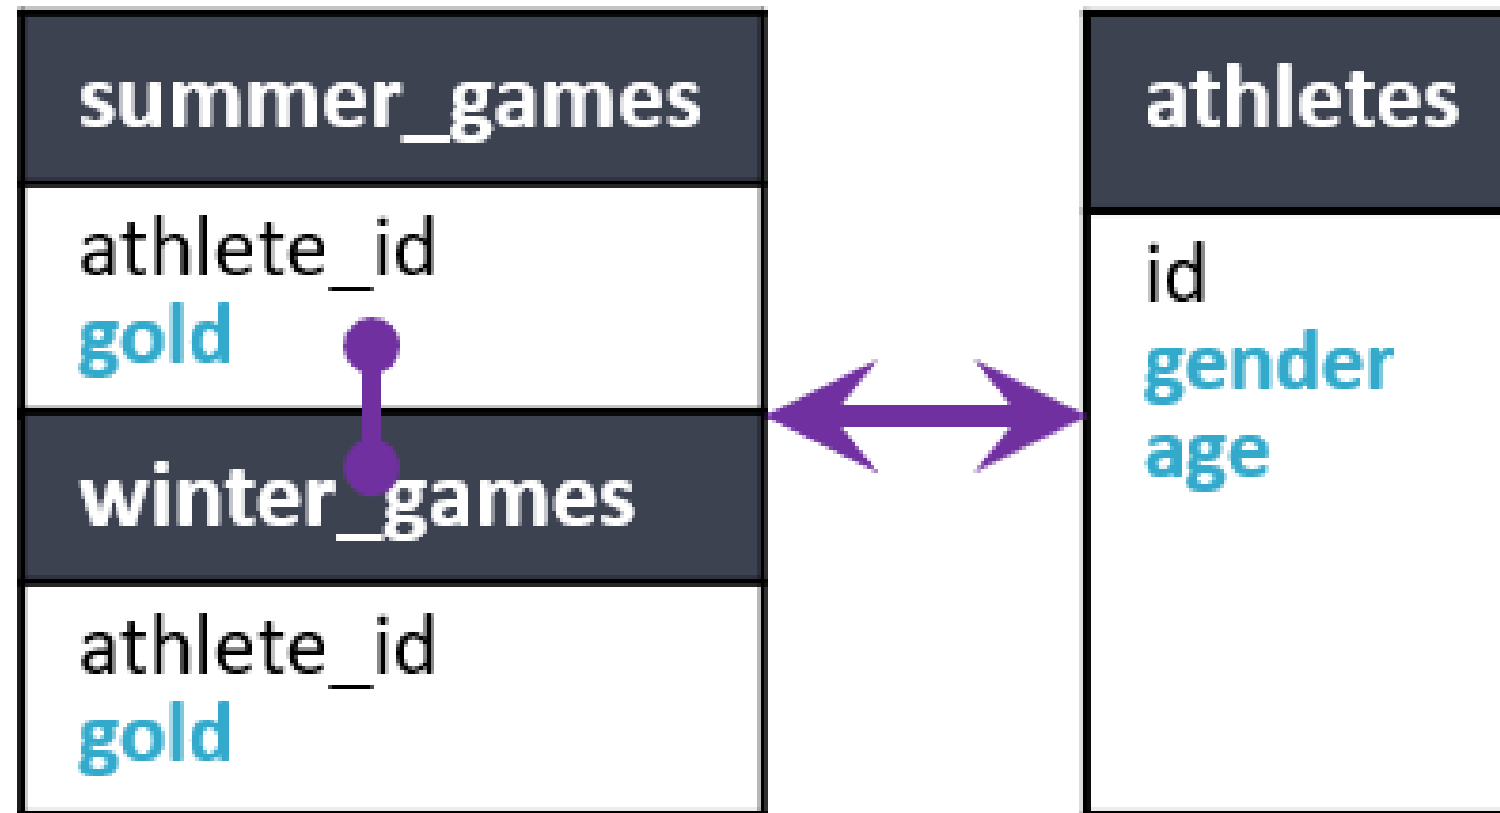 summer_games
athlete_id
gold
winter_games
athlete_id
gold
athletes
id
gender
age